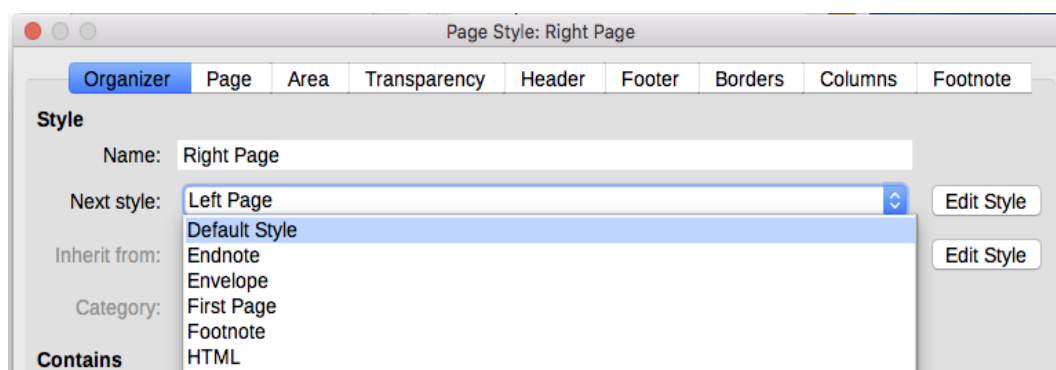 Page Style: Right Page
Organizer Page Area Transparency Header Footer Borders Columns Footnote
Style
Name: Right Page
Next style: Left Page Edit Style
Default Style
Inherit from: Endnote Edit Style
Envelope
Category: First Page
Footnote
Contains HTML